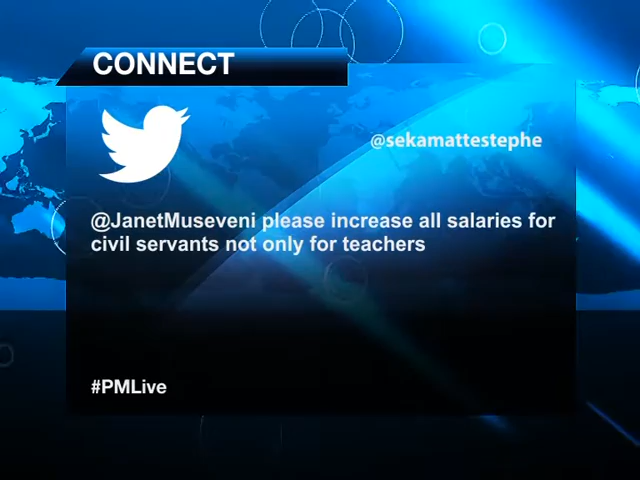 CONNECT
@sekamattestephe
@JanetMuseveni please increase all salaries for
civil servants not only for teachers
#PMLive